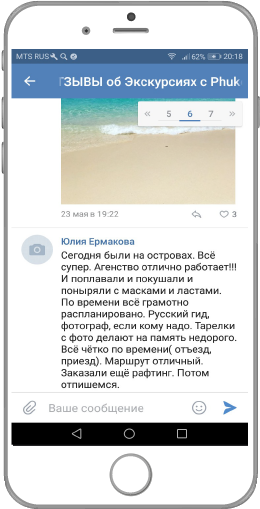 MTS RUS 62% 20:18
ТЗЫВЫ об Экскурсиях с Phuk
« 5 6 7 »
23 мая в 19:22 3
Юлия Ермакова
Сегодня были на островах. Всё
супер. Агенство отлично работает!!!
И поплавали и покушали и
поныряли с масками и ластами.
По времени всё грамотно
распланировано. Русский гид,
фотограф, если кому надо. Тарелки
с фото делают на память недорого.
Всё чётко по времени( отъезд,
приезд). Маршрут отличный.
Заказали ещё рафтинг. Потом
отпишемся.
Ваше сообщение